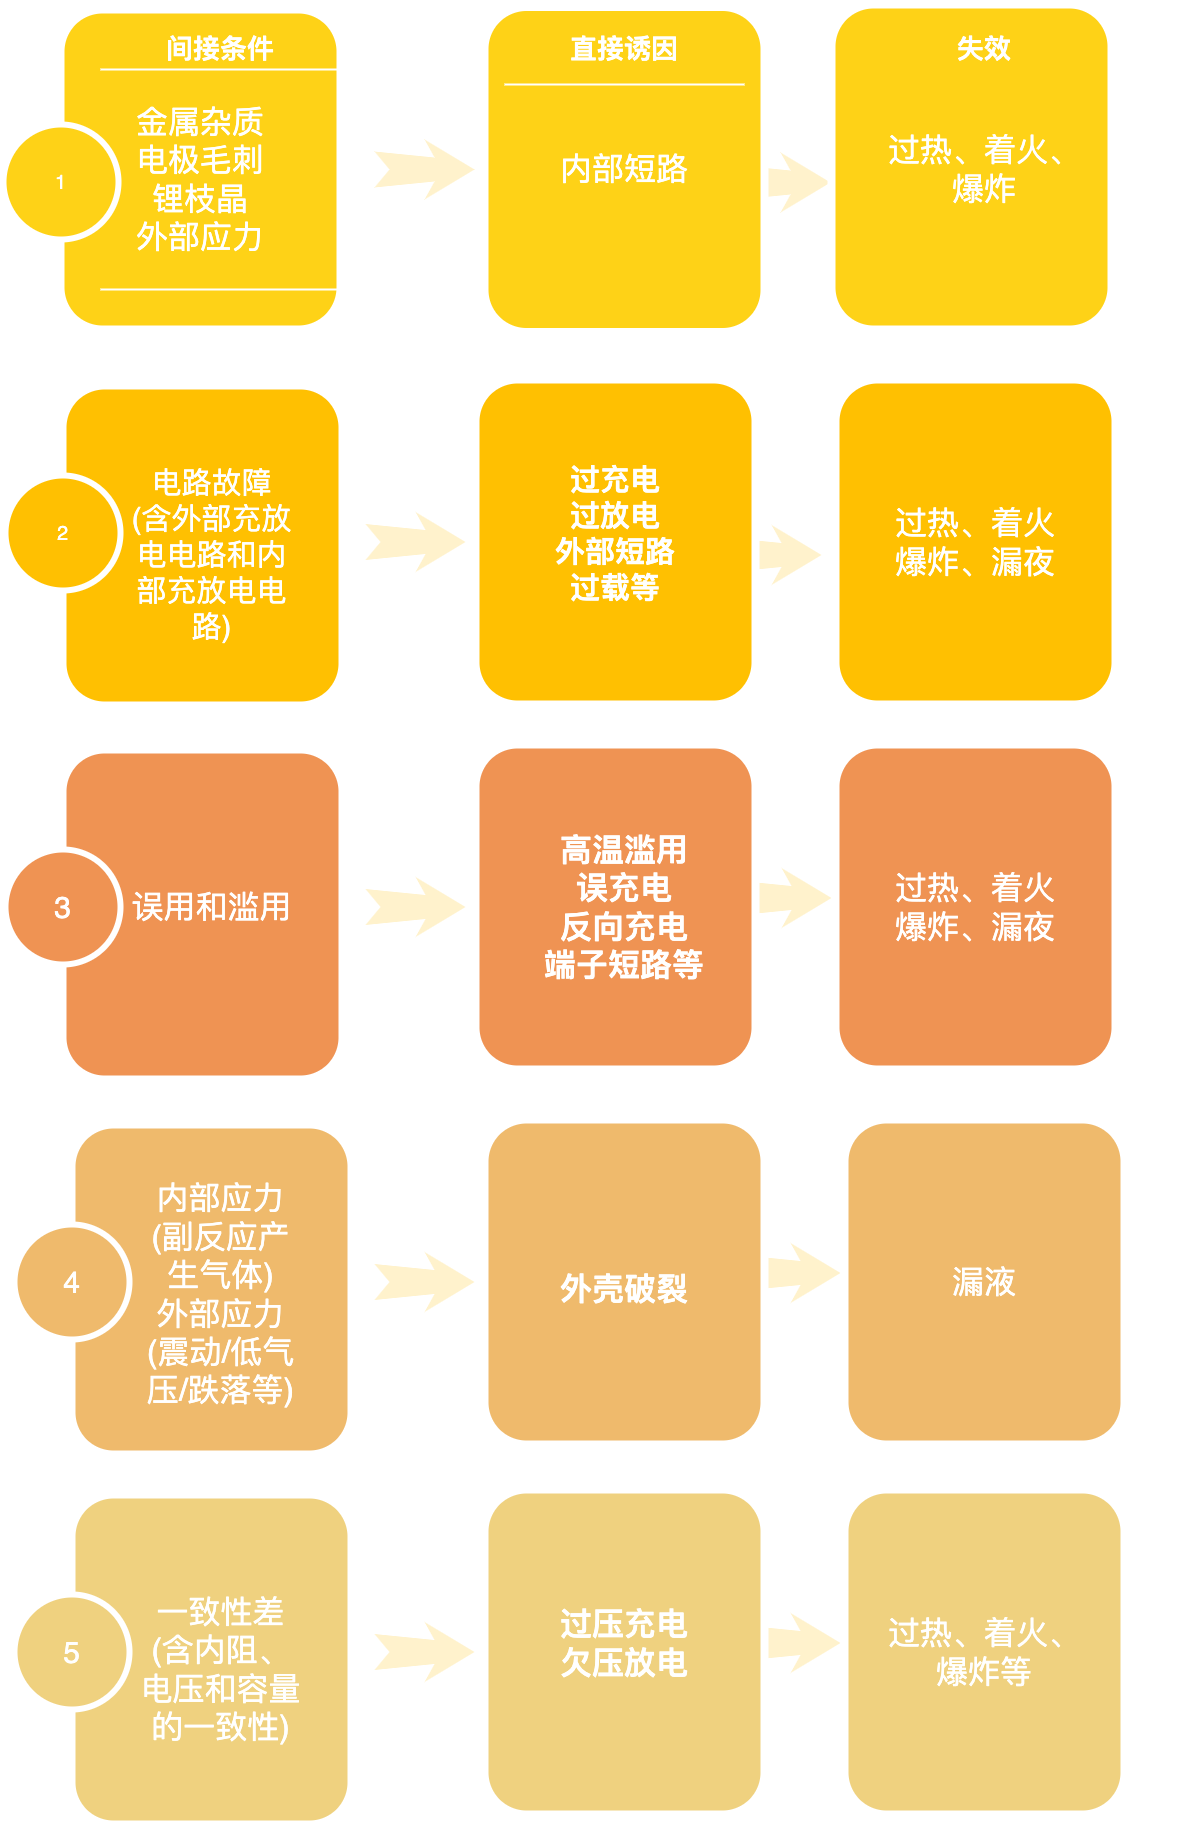 间接条件
直接诱因
失效
1
金属杂质
电极毛刺
锂枝晶
外部应力
内部短路
过热、着火、
爆炸
2
电路故障
(含外部充放
电电路和内
部充放电电
路)
过充电
过放电
外部短路
过载等
过热、着火
爆炸、漏夜
3
误用和滥用
高温滥用
误充电
反向充电
端子短路等
过热、着火
爆炸、漏夜
4
内部应力
(副反应产
生气体)
外部应力
(震动/低气
压/跌落等)
外壳破裂
漏液
5
一致性差
(含内阻、
电压和容量
的一致性)
过压充电
欠压放电
过热、着火、
爆炸等